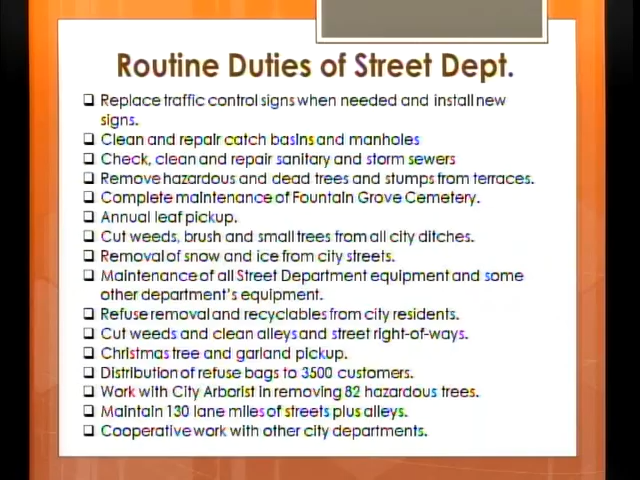 Routine Duties of Street Dept.
❑ Replace traffic control signs when needed and install new
signs.
❑ Clean and repair catch basins and manholes
❑ Check, clean and repair sanitary and storm sewers
❑ Remove hazardous and dead trees and stumps from terraces.
❑ Complete maintenance of Fountain Grove Cemetery.
❑ Annual leaf pickup.
❑ Cut weeds, brush and small trees from all city ditches.
❑ Removal of snow and ice from city streets.
❑ Maintenance of all Street Department equipment and some
other department's equipment.
❑ Refuse removal and recyclables from city residents.
❑ Cut weeds and clean alleys and street right-of-ways.
❑ Christmas tree and garland pickup.
❑ Distribution of refuse bags to 3500 customers.
❑ Work with City Arborist in removing 82 hazardous trees.
❑ Maintain 130 lane miles of streets plus alleys.
❑ Cooperative work with other city departments.